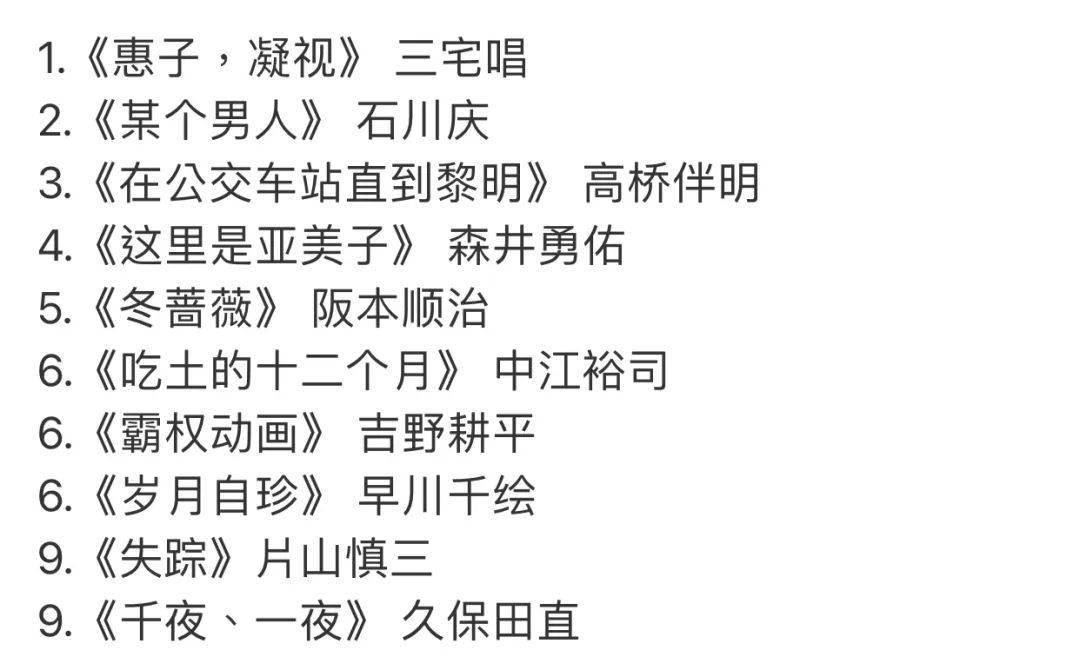 1.《惠子，凝视》 三宅唱
2.《某个男人》 石川庆
3.《在公交车站直到黎明》 高桥伴明
4.《这里是亚美子》 森井勇佑
5.《冬蔷薇》 阪本顺治
6.《吃土的十二个月》 中江裕司
6.《霸权动画》 吉野耕平
6.《岁月自珍》 早川千绘
9.《失踪》片山慎三
9.《千夜、一夜》 久保田直